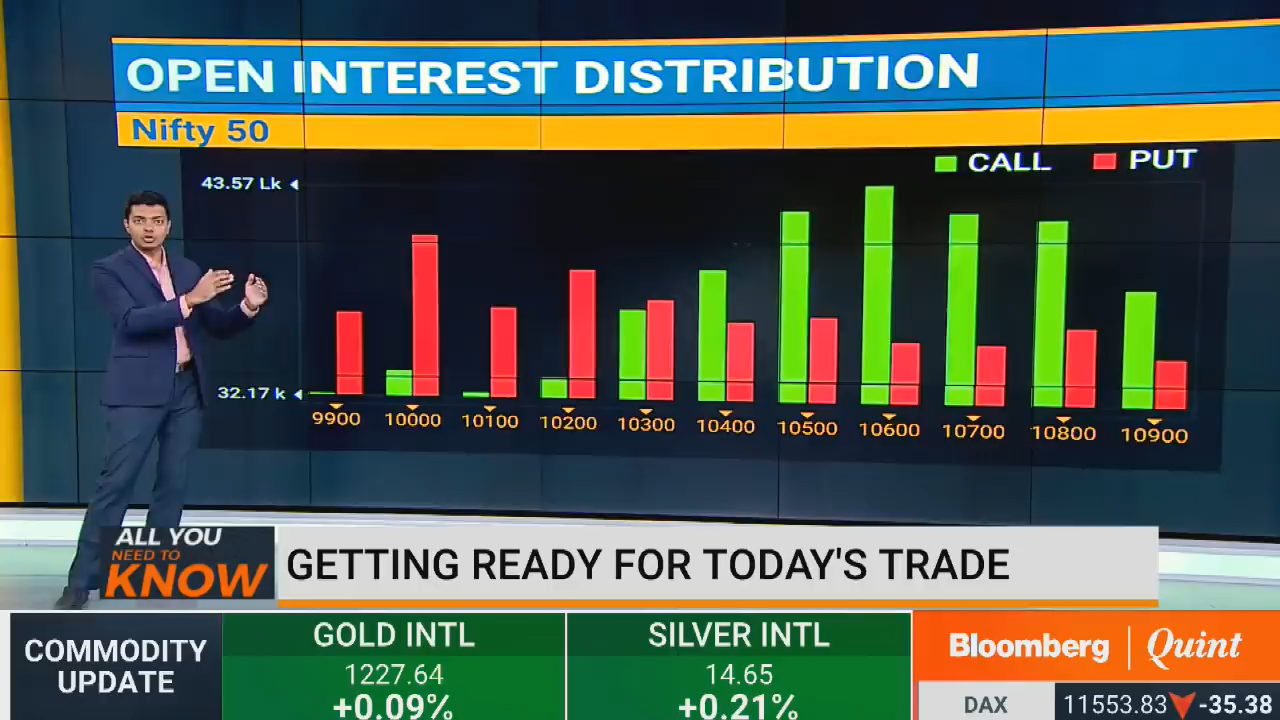 OPEN INTEREST DISTRIBUTION
Nifty 50
CALL PUT
43.57 Lk
32.17 k
9900 10000 10100 10200 10300 10400 10500 10600 10700 10800 10900
ALL YOU
NEED TO
KNOW
GETTING READY FOR TODAY'S TRADE
COMMODITY
UPDATE
GOLD INTL
1227.64
+0.09%
SILVER INTL
14.65
+0.21%
Bloomberg | Quint
DAX 11553.83 -35.38